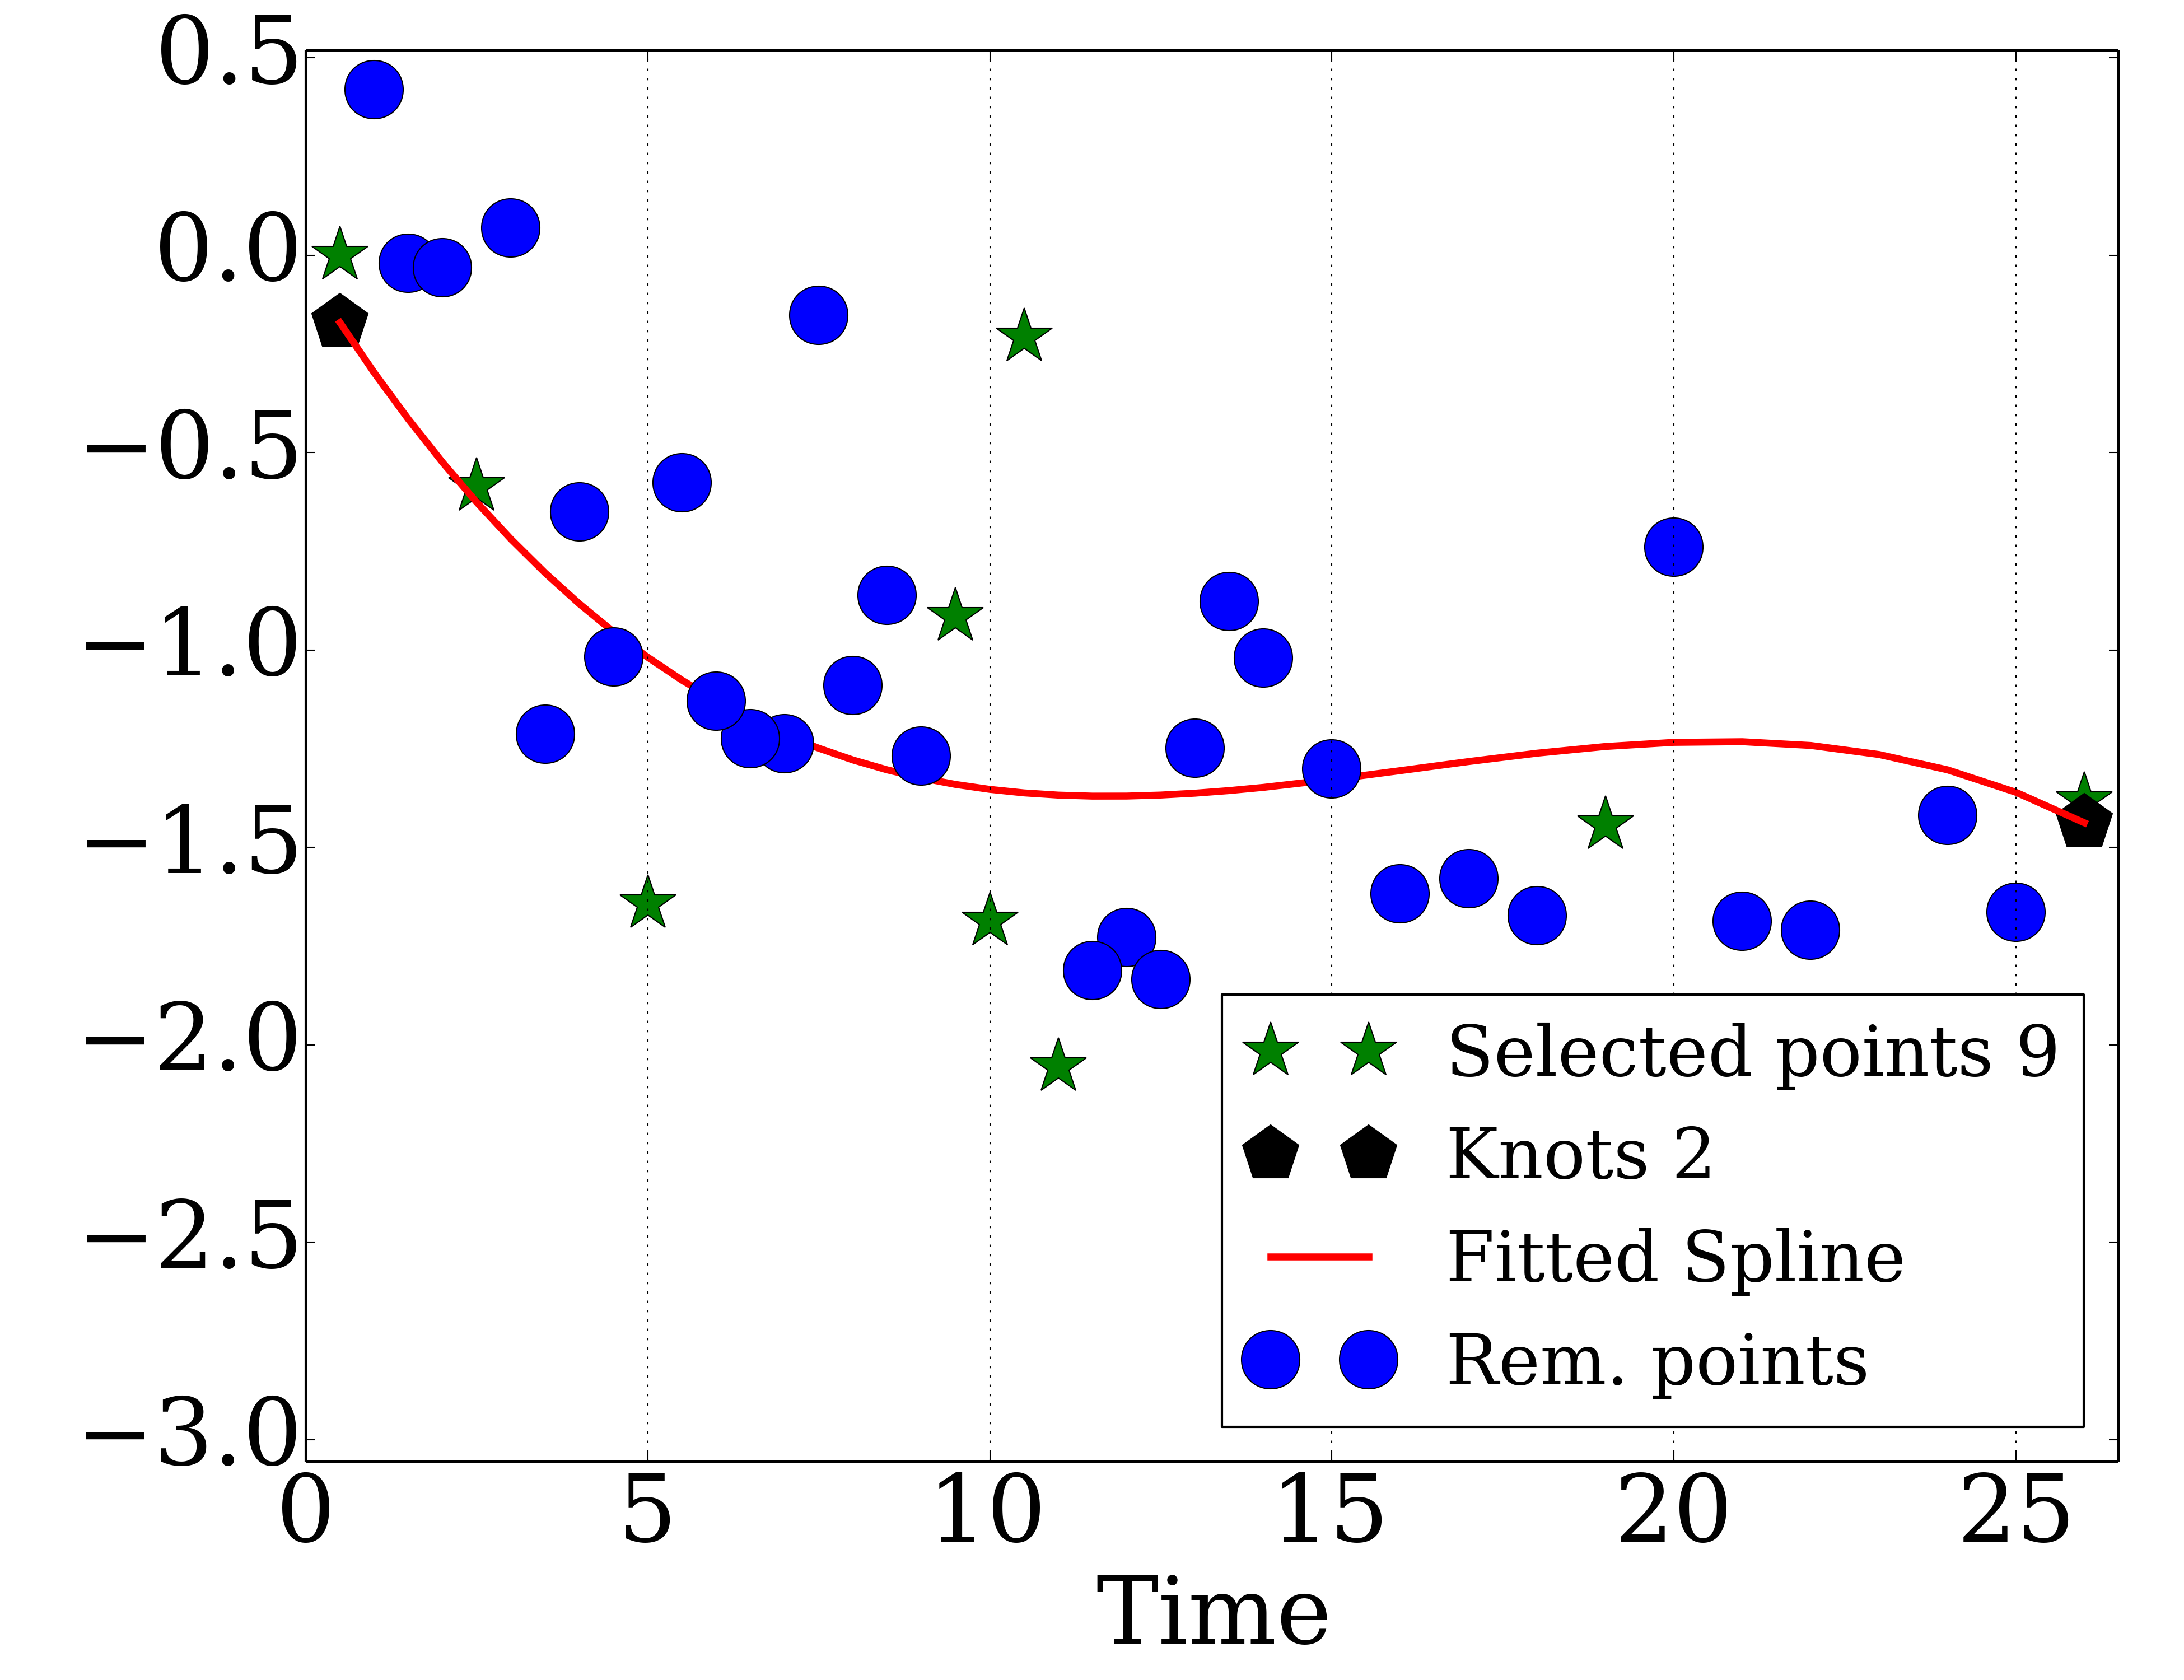 0.5
0.0
−0.5
−1.0
−1.5
−2.0
−2.5
−3.0
0 5 10 15 20 25
Time
Selected points 9
Knots 2
Fitted Spline
Rem. points